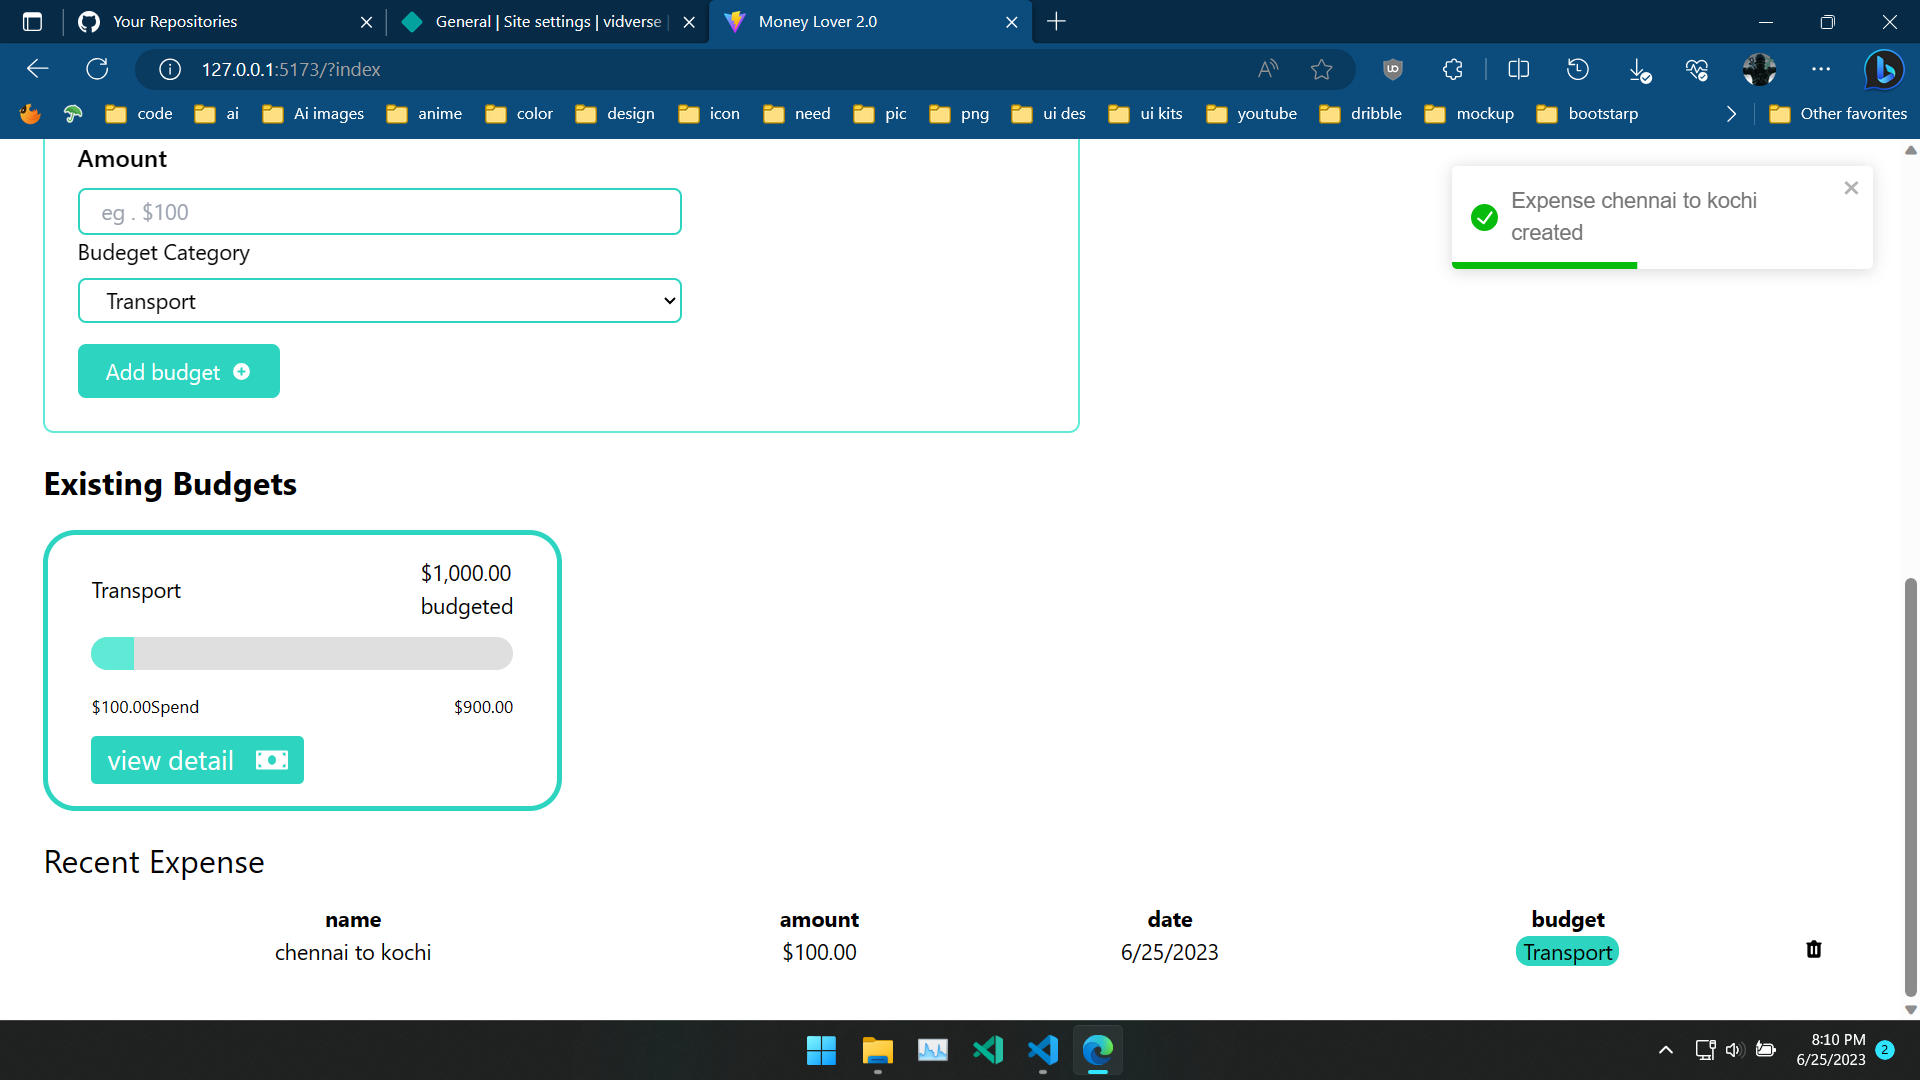 Your Repositories
General | Site settings | vidverse |
Money Lover 2.0
127.0.0.1:5173/?index
code
ai
Ai images
anime
color
design
icon
need
pic
png
ui des
ui kits
youtube
dribble
mockup
bootstarp
Other favorites
Amount
eg . $100
Budeget Category
Transport
Add budget
Expense chennai to kochi
created
Existing Budgets
Transport
$1,000.00
budgeted
$100.00Spend
$900.00
view detail
Recent Expense
name amount date budget
chennai to kochi $100.00 6/25/2023 Transport
8:10 PM
6/25/2023
2